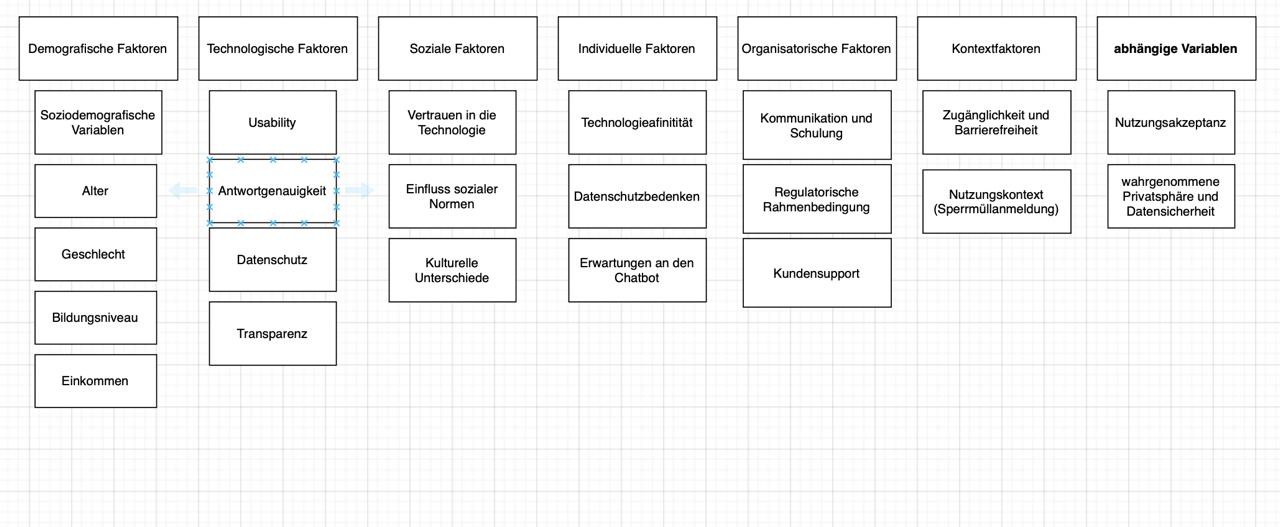 Demografische Faktoren
Technologische Faktoren
Soziale Faktoren
Individuelle Faktoren
Organisatorische Faktoren
Kontextfaktoren
abhängige Variablen
Soziodemografische
Variablen
Alter
Geschlecht
Bildungsniveau
Einkommen
Usability
Antwortgenauigkeit
Datenschutz
Transparenz
Vertrauen in die
Technologie
Einfluss sozialer
Normen
Kulturelle
Unterschiede
Technologieafinitität
Datenschutzbedenken
Erwartungen an den
Chatbot
Kommunikation und
Schulung
Regulatorische
Rahmenbedingung
Kundensupport
Zugänglichkeit und
Barrierefreiheit
Nutzungskontext
(Sperrmüllanmeldung)
Nutzungsakzeptanz
wahrgenommene
Privatsphäre und
Datensicherheit